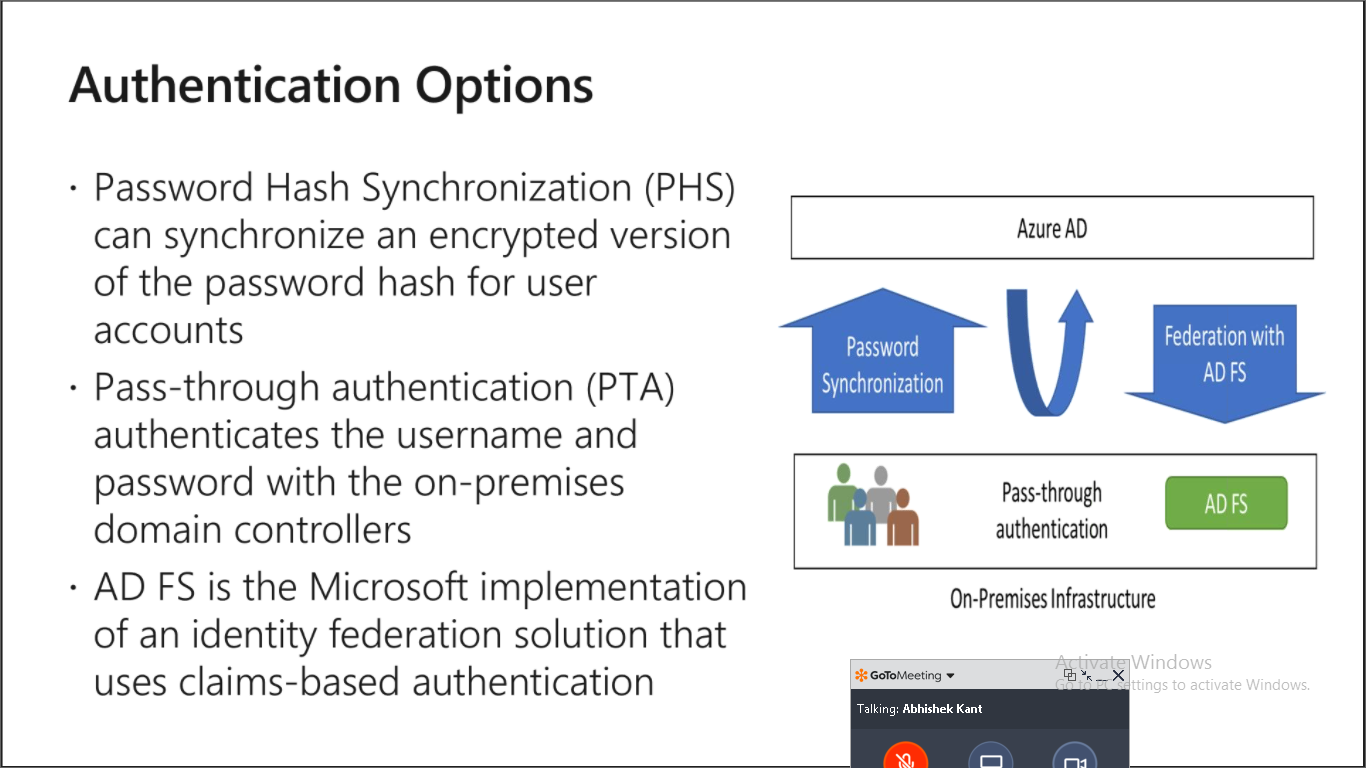 Authentication Options
• Password Hash Synchronization (PHS)
can synchronize an encrypted version
of the password hash for user
accounts
• Pass-through authentication (PTA)
authenticates the username and
password with the on-premises
domain controllers
• AD FS is the Microsoft implementation
of an identity federation solution that
uses claims-based authentication
Azure AD
Password
Synchronization
Federation with
AD FS
Pass-through
authentication
AD FS
On-Premises Infrastructure
GoToMeeting
Talking: Abhishek Kant
Activate Windows
Go to PC settings to activate Windows.